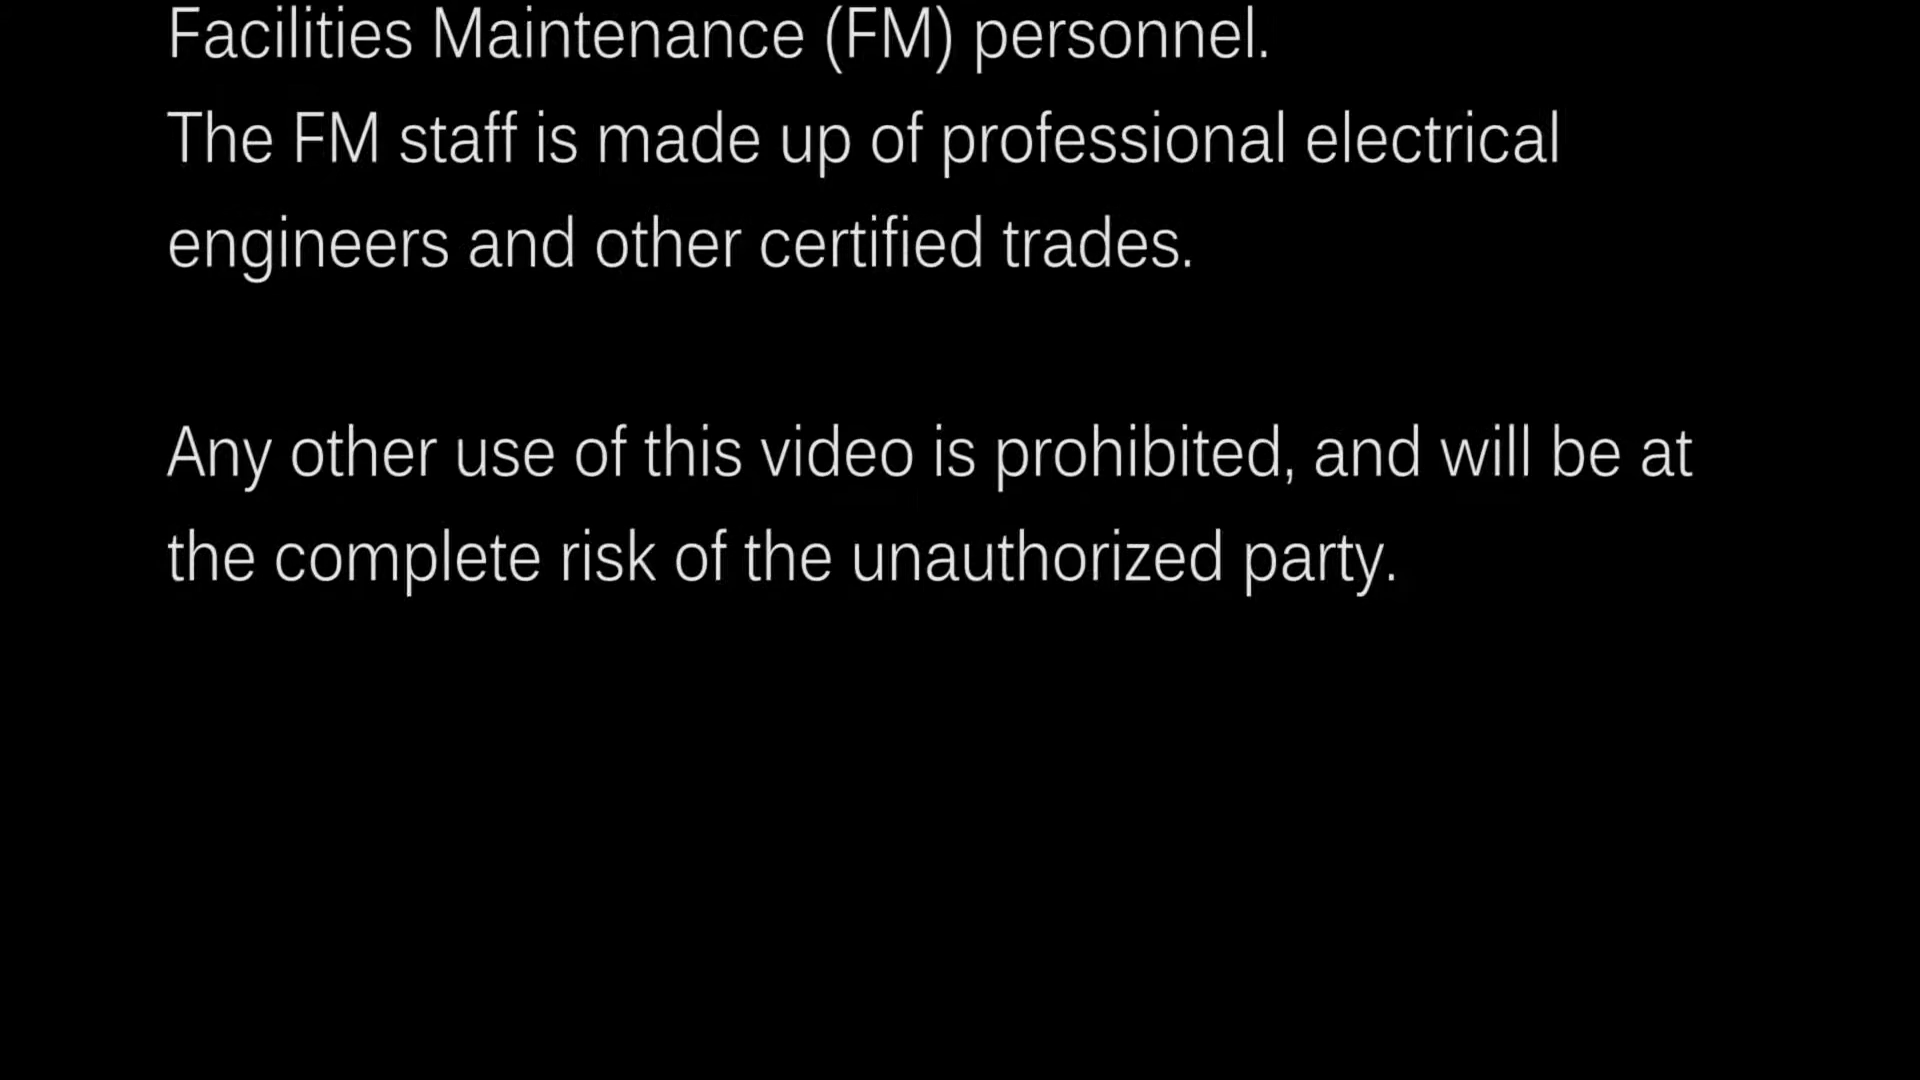 Facilities Maintenance (FM) personnel.
The FM staff is made up of professional electrical
engineers and other certified trades.
Any other use of this video is prohibited, and will be at
the complete risk of the unauthorized party.